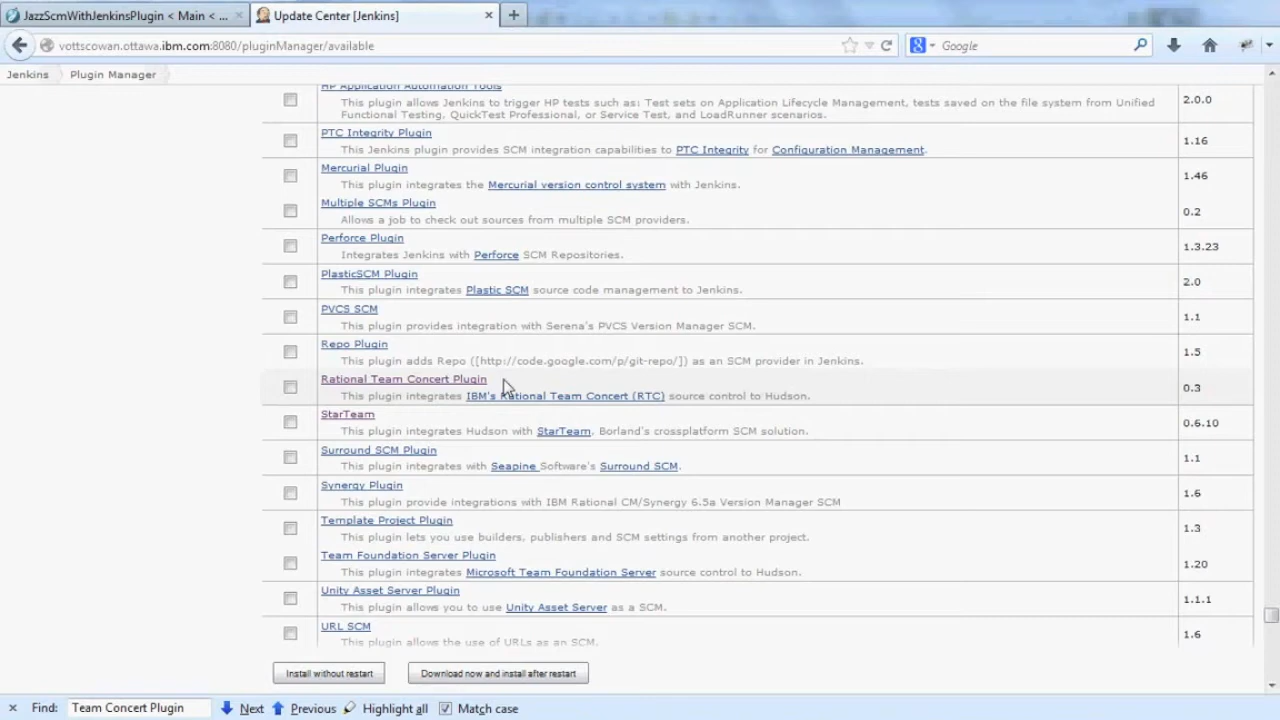 JazzScmWithJenkinsPlugin < Main < ...
Update Center [Jenkins]
vottscowan.ottawa.ibm.com:8080/pluginManager/available
Google
Jenkins
Plugin Manager
HP Application Automation Tools
This plugin allows Jenkins to trigger HP tests such as: Test sets on Application Lifecycle Management, tests saved on the file system from Unified
Functional Testing, QuickTest Professional, or Service Test, and LoadRunner scenarios.
2.0.0
PTC Integrity Plugin
This Jenkins plugin provides SCM integration capabilities to PTC Integrity for Configuration Management.
1.16
Mercurial Plugin
This plugin integrates the Mercurial version control system with Jenkins.
1.46
Multiple SCMs Plugin
Allows a job to check out sources from multiple SCM providers.
0.2
Perforce Plugin
Integrates Jenkins with Perforce SCM Repositories.
1.3.23
PlasticSCM Plugin
This plugin integrates Plastic SCM source code management to Jenkins.
2.0
PVCS SCM
This plugin provides integration with Serena's PVCS Version Manager SCM.
1.1
Repo Plugin
This plugin adds Repo ([http://code.google.com/p/git-repo/]) as an SCM provider in Jenkins.
1.5
Rational Team Concert Plugin
This plugin integrates IBM's Rational Team Concert (RTC) source control to Hudson.
0.3
StarTeam
This plugin integrates Hudson with StarTeam, Borland's crossplatform SCM solution.
0.6.10
Surround SCM Plugin
This plugin integrates with Seapine Software's Surround SCM.
1.1
Synergy Plugin
This plugin provide integrations with IBM Rational CM/Synergy 6.5a Version Manager SCM
1.6
Template Project Plugin
This plugin lets you use builders, publishers and SCM settings from another project.
1.3
Team Foundation Server Plugin
This plugin integrates Microsoft Team Foundation Server source control to Hudson.
1.20
Unity Asset Server Plugin
This plugin allows you to use Unity Asset Server as a SCM.
1.1.1
URL SCM
This plugin allows the use of URLs as an SCM.
1.6
Install without restart
Download now and install after restart
Find: Team Concert Plugin Next Previous Highlight all Match case